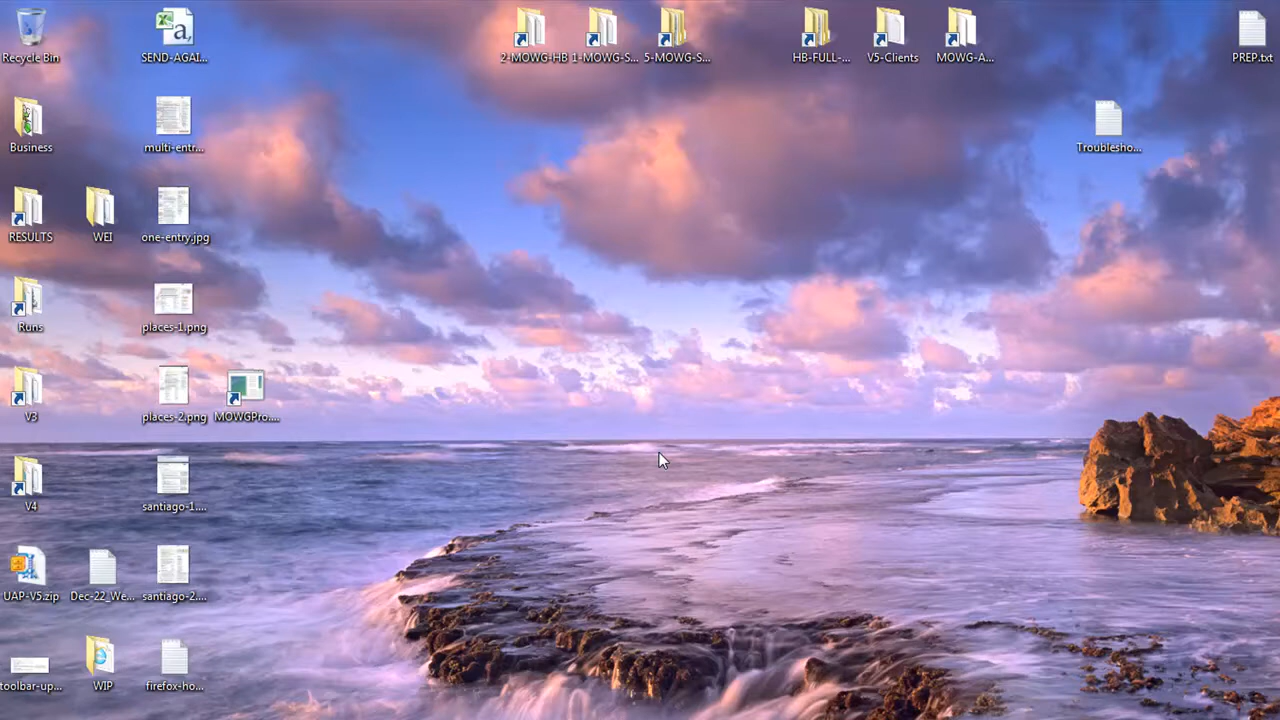 Recycle Bin
SEND-AGAI...
2-MOWG-HB
1-MOWG-S...
5-MOWG-S...
HB-FULL-...
V5-Clients
MOWG-A...
PREP.txt
Business
multi-entr...
Troublesho...
RESULTS
WEI
one-entry.jpg
Runs
places-1.png
V3
places-2.png
MOWGPro....
V4
santiago-1....
UAP-V5.zip
Dec-22_We...
santiago-2....
toolbar-up...
WIP
firefox-ho...